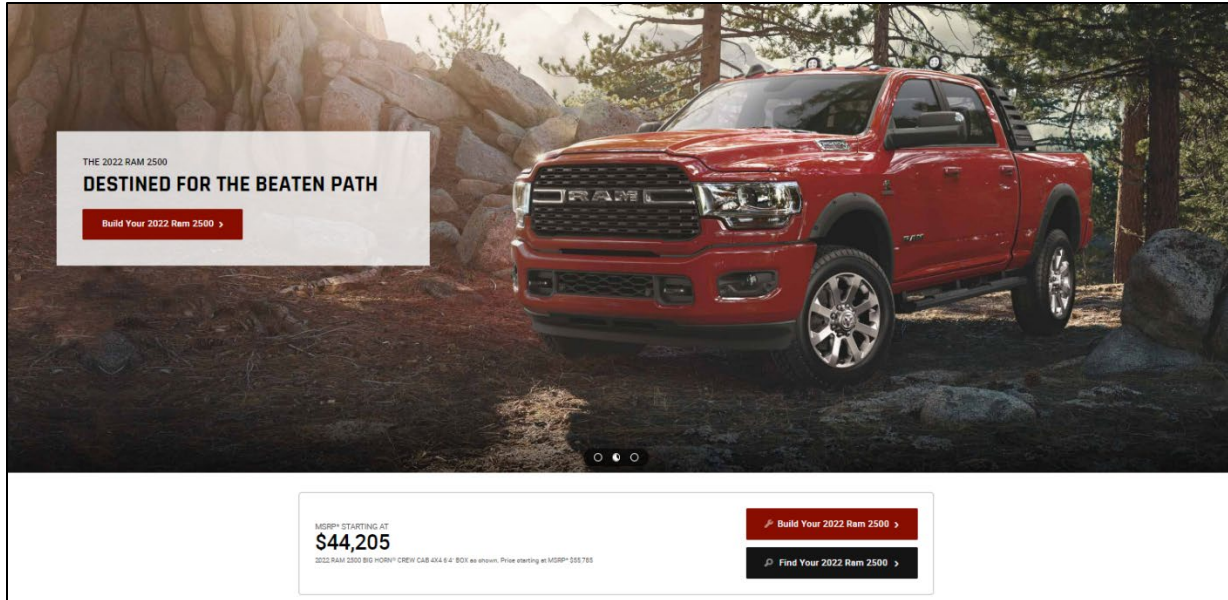 THE 2022 RAM 2500
DESTINED FOR THE BEATEN PATH
Build Your 2022 Ram 2500 >
RAM
RAM
MSRP* STARTING AT
$44,205
2022 RAM 2500 BIG HORN® CREW CAB 4X4 6'4" BOX as shown. Price starting at MSRP* $55,785
Build Your 2022 Ram 2500 >
Find Your 2022 Ram 2500 >